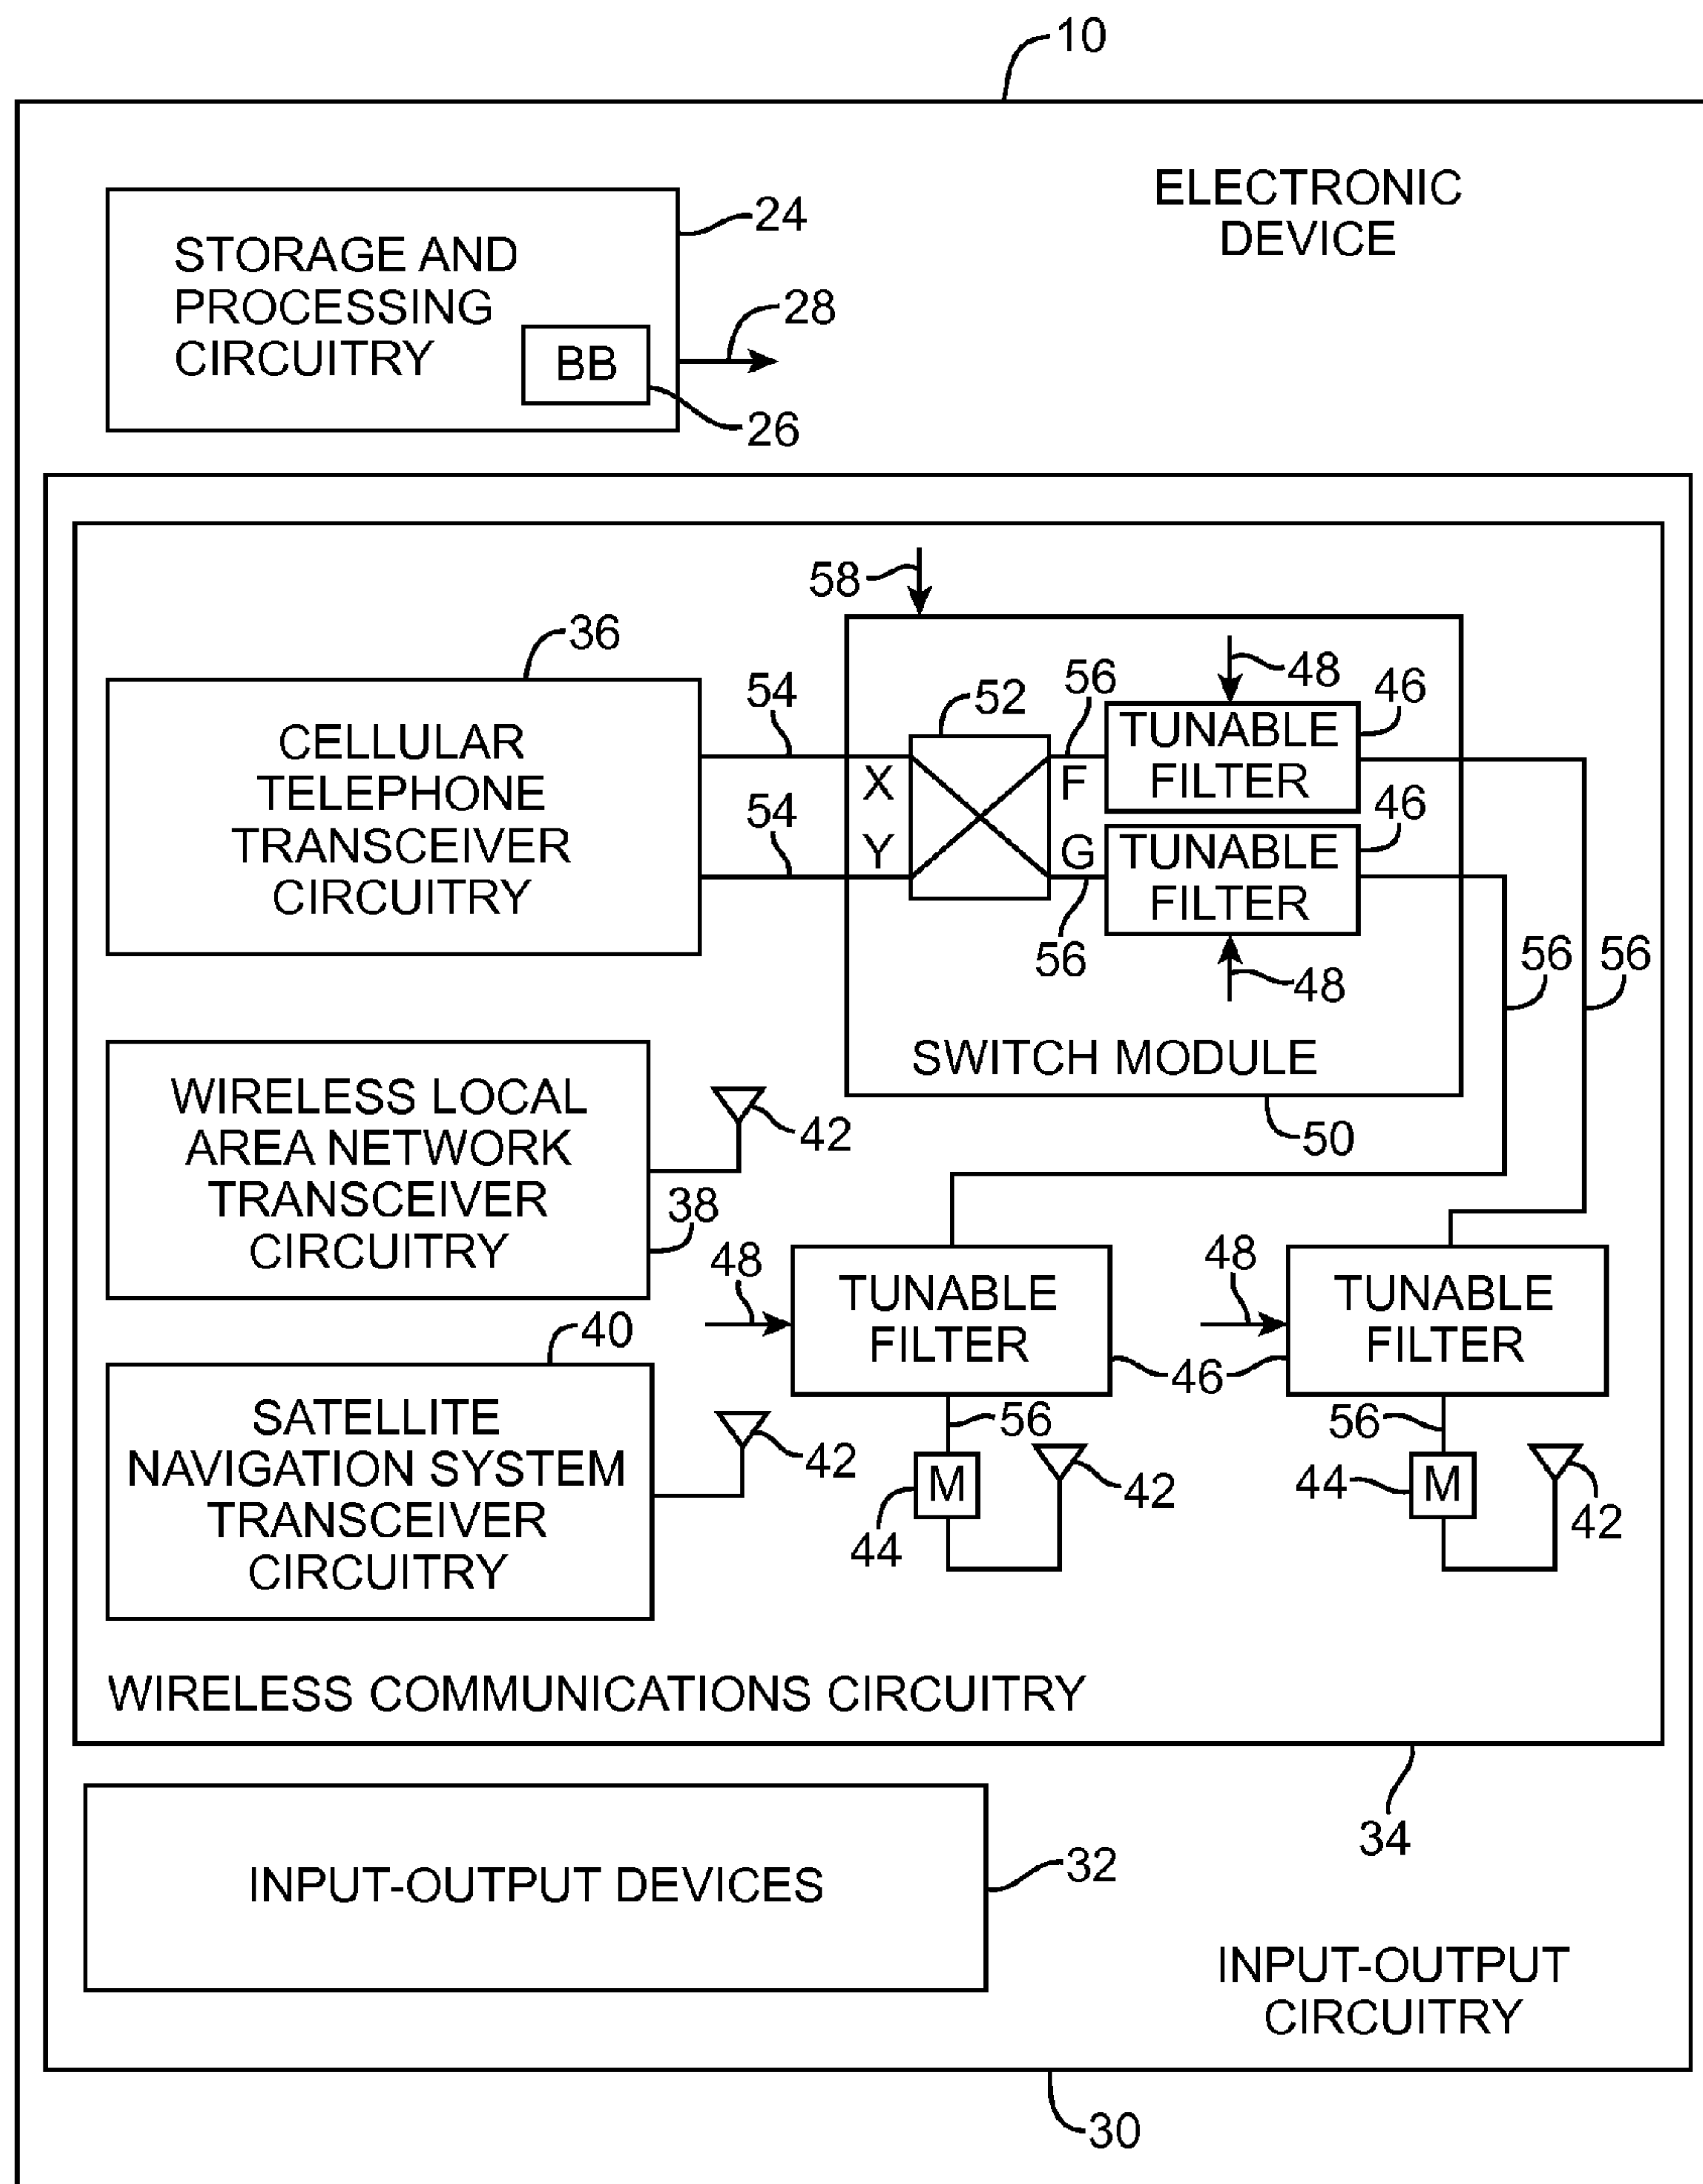 10
ELECTRONIC
DEVICE
24
STORAGE AND
PROCESSING
CIRCUITRY
BB
28
26
58
36
CELLULAR
TELEPHONE
TRANSCEIVER
CIRCUITRY
54
54
X
Y
52
56
F
G
56
48
TUNABLE
FILTER
46
TUNABLE
FILTER
46
48
56
56
SWITCH MODULE
50
WIRELESS LOCAL
AREA NETWORK
TRANSCEIVER
CIRCUITRY
42
38
48
TUNABLE
FILTER
48
TUNABLE
FILTER
46
40
SATELLITE
NAVIGATION SYSTEM
TRANSCEIVER
CIRCUITRY
42
56
M
44
42
56
M
44
42
WIRELESS COMMUNICATIONS CIRCUITRY
34
INPUT-OUTPUT DEVICES
32
INPUT-OUTPUT
CIRCUITRY
30